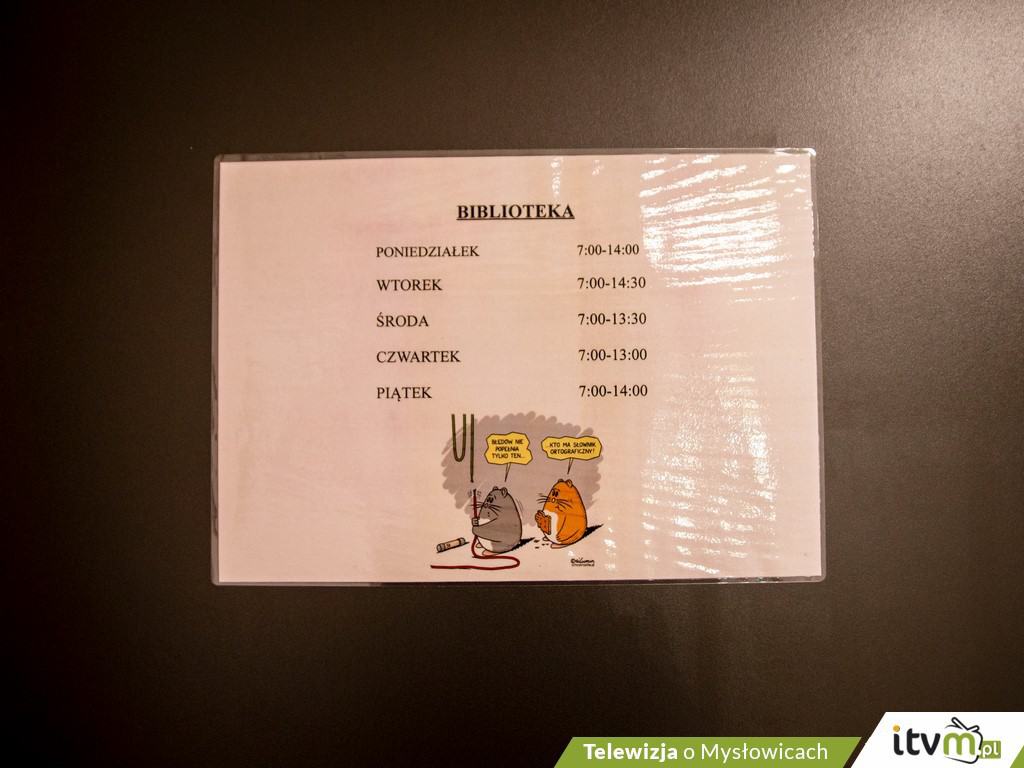 BIBLIOTEKA
PONIEDZIAŁEK 7:00-14:00
WTOREK 7:00-14:30
ŚRODA 7:00-13:30
CZWARTEK 7:00-13:00
PIĄTEK 7:00-14:00
BŁĘDÓW NIE
POPEŁNIA
TYLKO TEN...
...KTO MA SŁOWNIK
ORTOGRAFICZNY!
Telewizja o Mysłowicach
itvm.pl